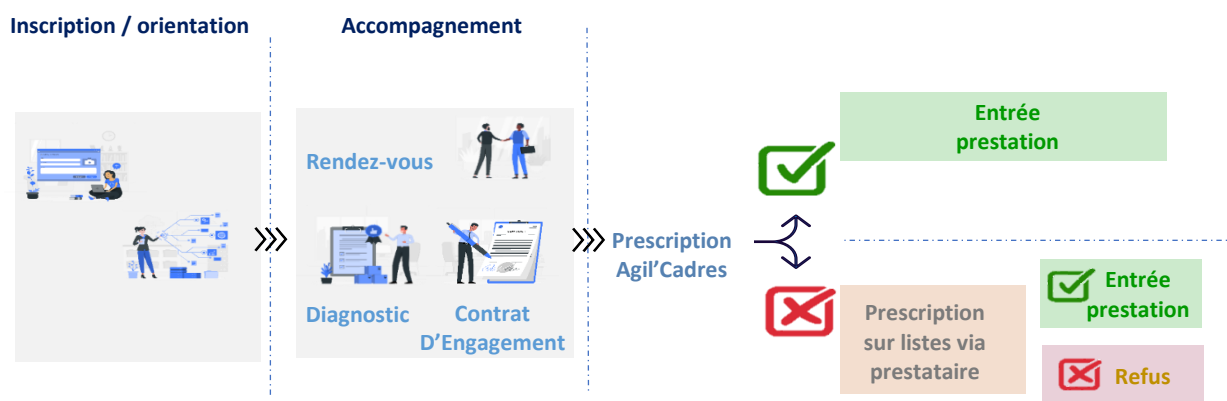 Inscription / orientation
Accompagnement
Rendez-vous
Diagnostic
Contrat
D'Engagement
Prescription
Agil'Cadres
Entrée
prestation
Prescription
sur listes via
prestataire
Entrée
prestation
Refus